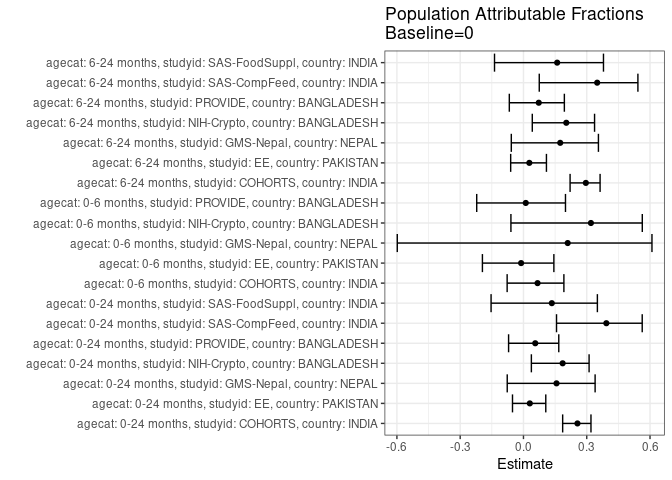 Population Attributable Fractions
Baseline=0
agecat: 6-24 months, studyid: SAS-FoodSuppl, country: INDIA
agecat: 6-24 months, studyid: SAS-CompFeed, country: INDIA
agecat: 6-24 months, studyid: PROVIDE, country: BANGLADESH
agecat: 6-24 months, studyid: NIH-Crypto, country: BANGLADESH
agecat: 6-24 months, studyid: GMS-Nepal, country: NEPAL
agecat: 6-24 months, studyid: EE, country: PAKISTAN
agecat: 6-24 months, studyid: COHORTS, country: INDIA
agecat: 0-6 months, studyid: PROVIDE, country: BANGLADESH
agecat: 0-6 months, studyid: NIH-Crypto, country: BANGLADESH
agecat: 0-6 months, studyid: GMS-Nepal, country: NEPAL
agecat: 0-6 months, studyid: EE, country: PAKISTAN
agecat: 0-6 months, studyid: COHORTS, country: INDIA
agecat: 0-24 months, studyid: SAS-FoodSuppl, country: INDIA
agecat: 0-24 months, studyid: SAS-CompFeed, country: INDIA
agecat: 0-24 months, studyid: PROVIDE, country: BANGLADESH
agecat: 0-24 months, studyid: NIH-Crypto, country: BANGLADESH
agecat: 0-24 months, studyid: GMS-Nepal, country: NEPAL
agecat: 0-24 months, studyid: EE, country: PAKISTAN
agecat: 0-24 months, studyid: COHORTS, country: INDIA
-0.6 -0.3 0.0 0.3 0.6
Estimate